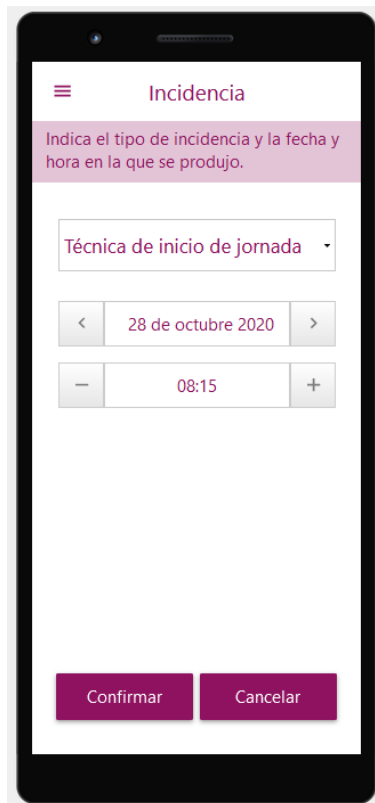 Incidencia
Indica el tipo de incidencia y la fecha y
hora en la que se produjo.
Técnica de inicio de jornada
28 de octubre 2020
08:15
Confirmar
Cancelar